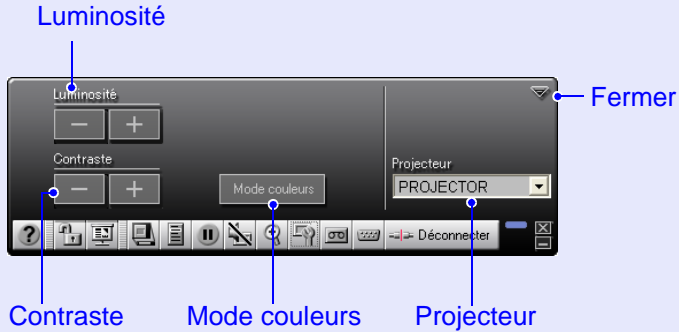 Luminosité
Luminosité
− +
Fermer
Contraste
− +
Mode couleurs
Projecteur
PROJECTOR
? Déconnecter
Contraste
Mode couleurs
Projecteur